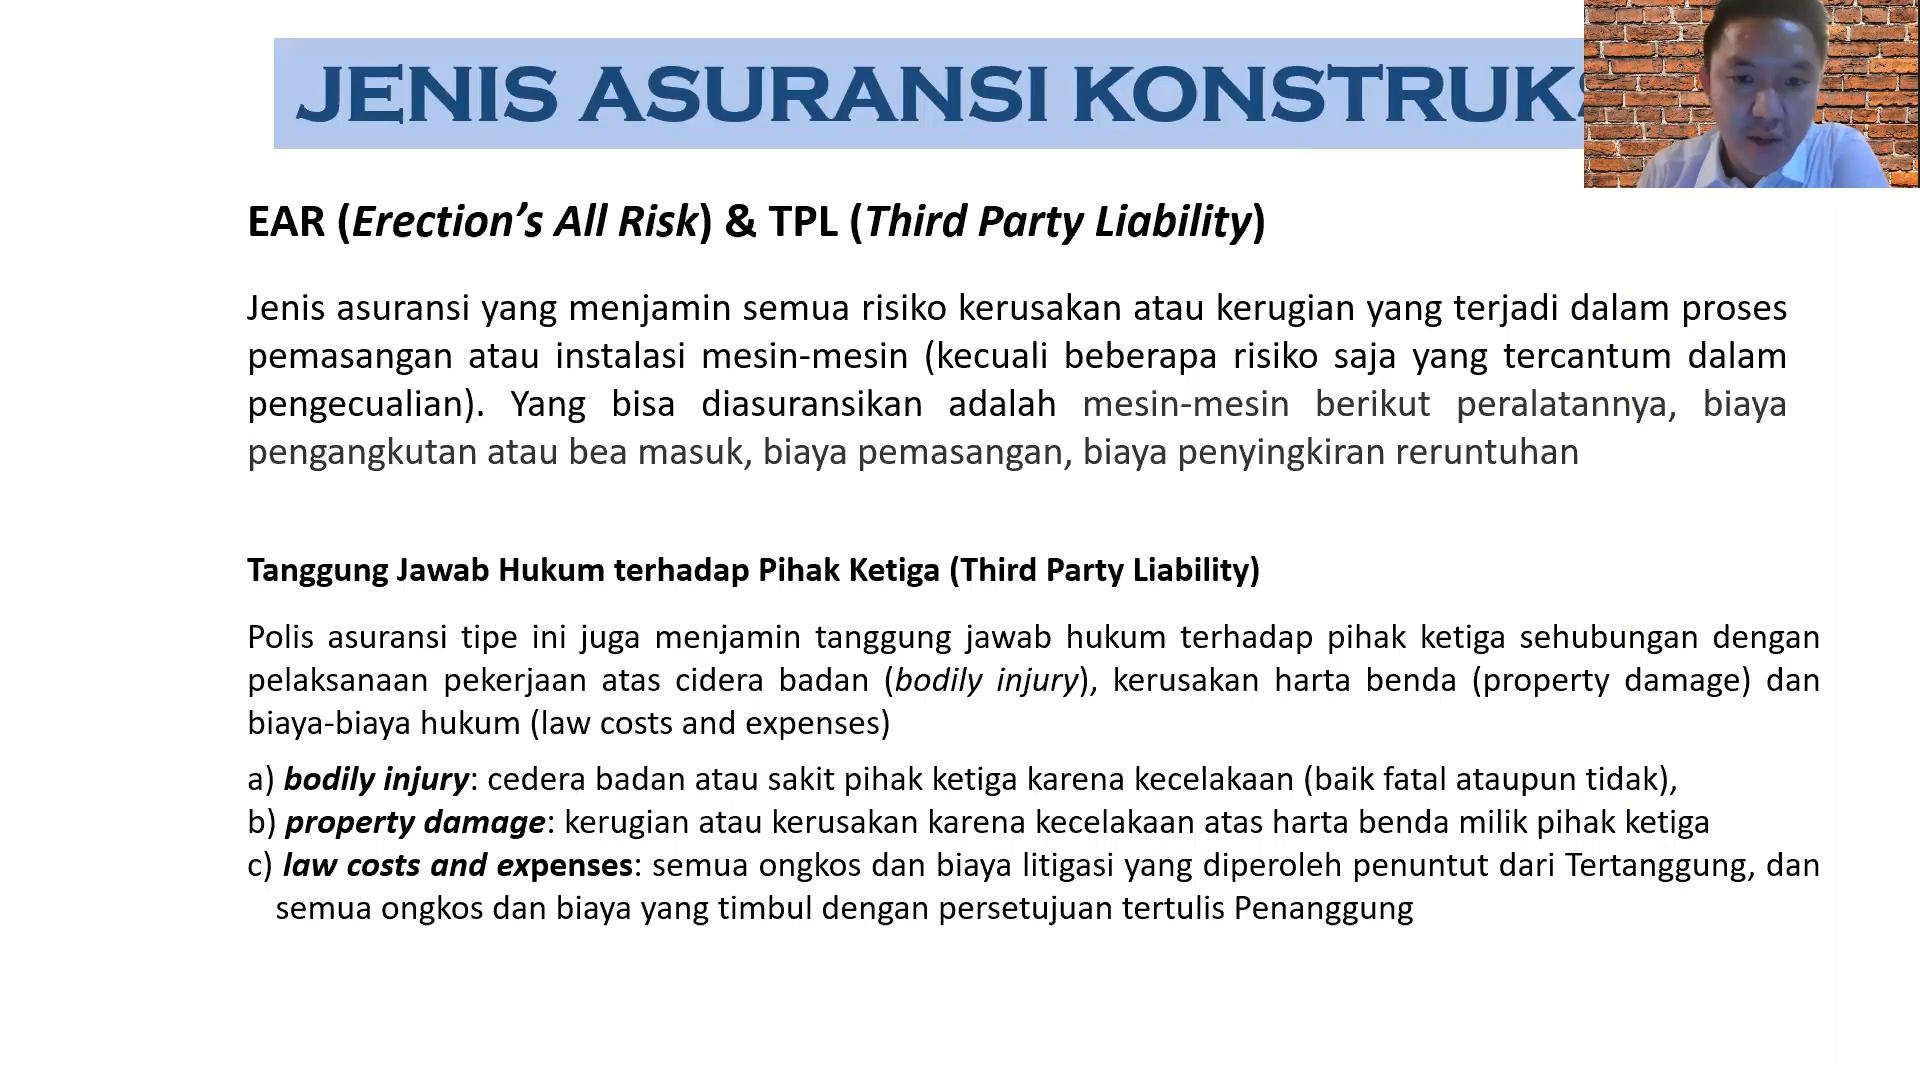 JENIS ASURANSI KONSTRUKS
EAR (Erection’s All Risk) & TPL (Third Party Liability)
Jenis asuransi yang menjamin semua risiko kerusakan atau kerugian yang terjadi dalam proses
pemasangan atau instalasi mesin-mesin (kecuali beberapa risiko saja yang tercantum dalam
pengecualian). Yang bisa diasuransikan adalah mesin-mesin berikut peralatannya, biaya
pengangkutan atau bea masuk, biaya pemasangan, biaya penyingkiran reruntuhan
Tanggung Jawab Hukum terhadap Pihak Ketiga (Third Party Liability)
Polis asuransi tipe ini juga menjamin tanggung jawab hukum terhadap pihak ketiga sehubungan dengan
pelaksanaan pekerjaan atas cidera badan (bodily injury), kerusakan harta benda (property damage) dan
biaya-biaya hukum (law costs and expenses)
a) bodily injury: cedera badan atau sakit pihak ketiga karena kecelakaan (baik fatal ataupun tidak),
b) property damage: kerugian atau kerusakan karena kecelakaan atas harta benda milik pihak ketiga
c) law costs and expenses: semua ongkos dan biaya litigasi yang diperoleh penuntut dari Tertanggung, dan
semua ongkos dan biaya yang timbul dengan persetujuan tertulis Penanggung